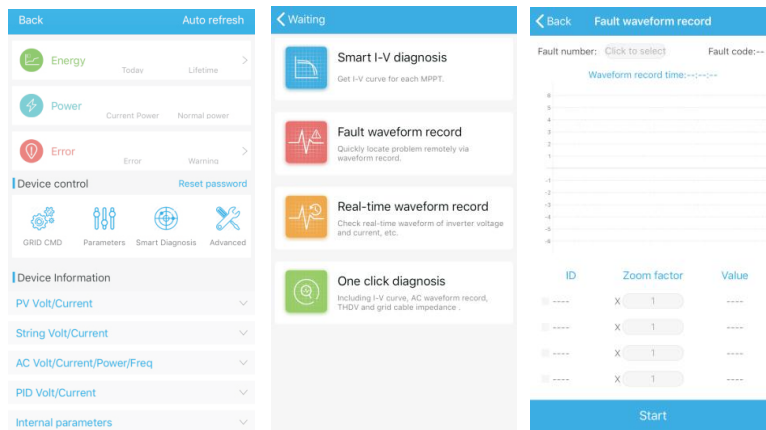 Back
Auto refresh
Energy
Today
Lifetime
Power
Current Power
Normal power
Error
Error
Warning
Device control
Reset password
GRID CMD
Parameters
Smart Diagnosis
Advanced
Device Information
PV Volt/Current
String Volt/Current
AC Volt/Current/Power/Freq
PID Volt/Current
Internal parameters
Waiting
Smart I-V diagnosis
Get I-V curve for each MPPT.
Fault waveform record
Quickly locate problem remotely via
waveform record.
Real-time waveform record
Check real-time waveform of inverter voltage
and current, etc.
One click diagnosis
Including I-V curve, AC waveform record,
THDV and grid cable impedance .
Back
Fault waveform record
Fault number:
Click to select
Fault code:--
Waveform record time:--:--:--
6
5
4
3
2
1
-1
-2
-3
-4
-5
-6
ID
Zoom factor
Value
---- X 1 ----
---- X 1 ----
---- X 1 ----
---- X 1 ----
Start